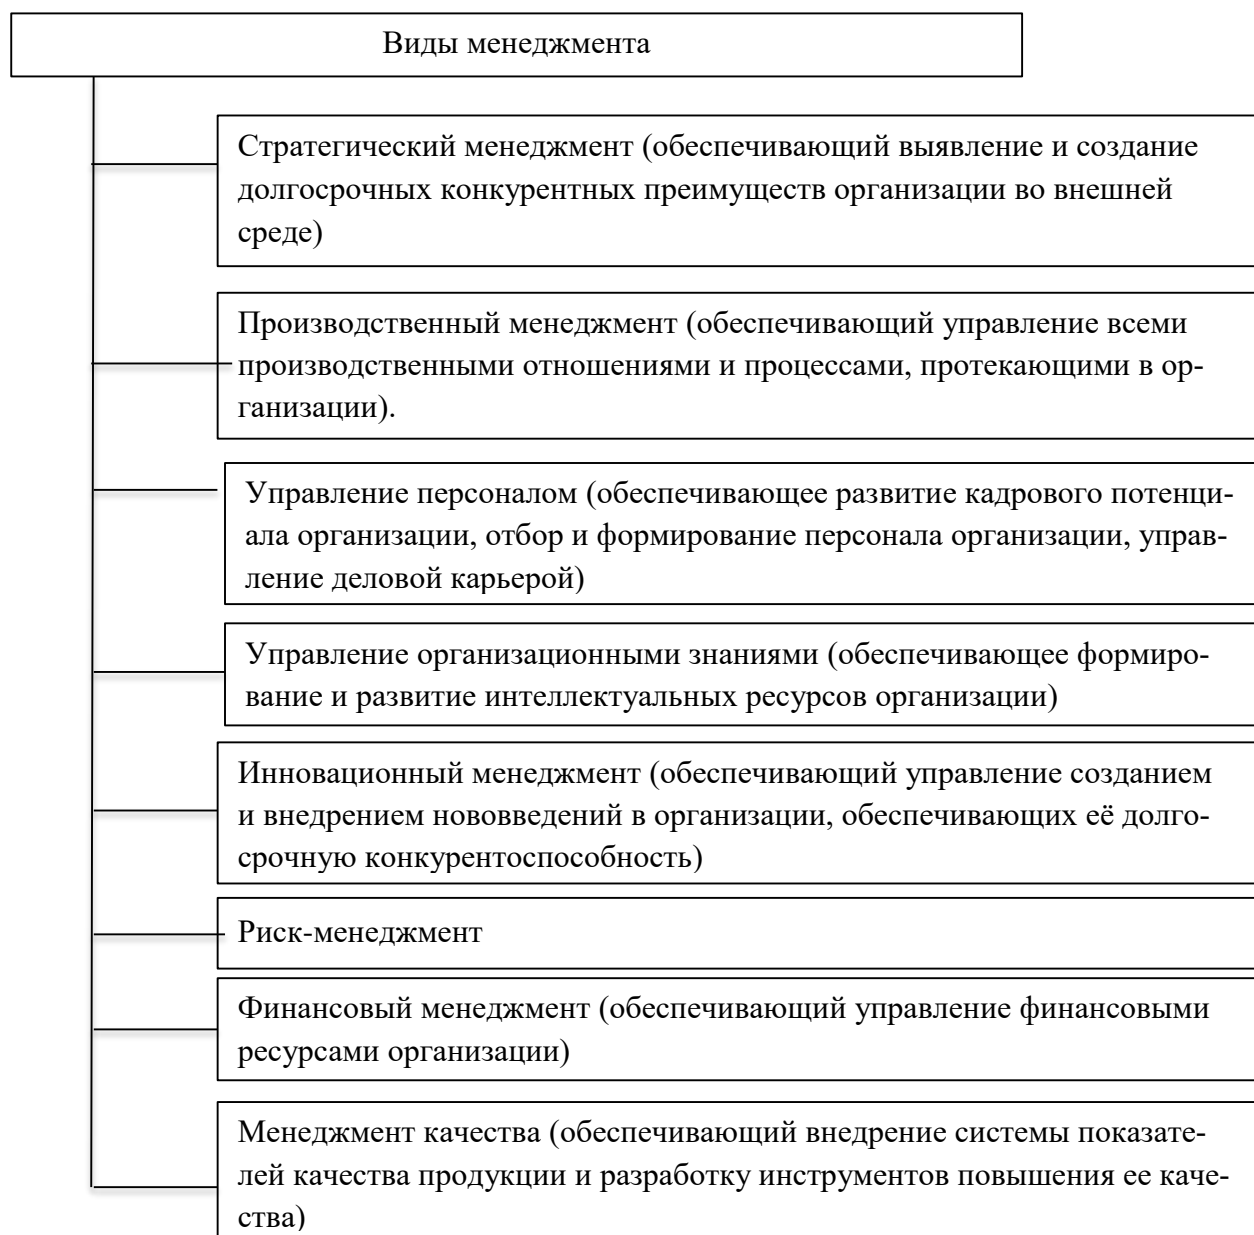 Виды менеджмента
Стратегический менеджмент (обеспечивающий выявление и создание
долгосрочных конкурентных преимуществ организации во внешней
среде)
Производственный менеджмент (обеспечивающий управление всеми
производственными отношениями и процессами, протекающими в ор-
ганизации).
Управление персоналом (обеспечивающее развитие кадрового потенци-
ала организации, отбор и формирование персонала организации, управ-
ление деловой карьерой)
Управление организационными знаниями (обеспечивающее формиро-
вание и развитие интеллектуальных ресурсов организации)
Инновационный менеджмент (обеспечивающий управление созданием
и внедрением нововведений в организации, обеспечивающих её долго-
срочную конкурентоспособность)
Риск-менеджмент
Финансовый менеджмент (обеспечивающий управление финансовыми
ресурсами организации)
Менеджмент качества (обеспечивающий внедрение системы показате-
лей качества продукции и разработку инструментов повышения ее каче-
ства)